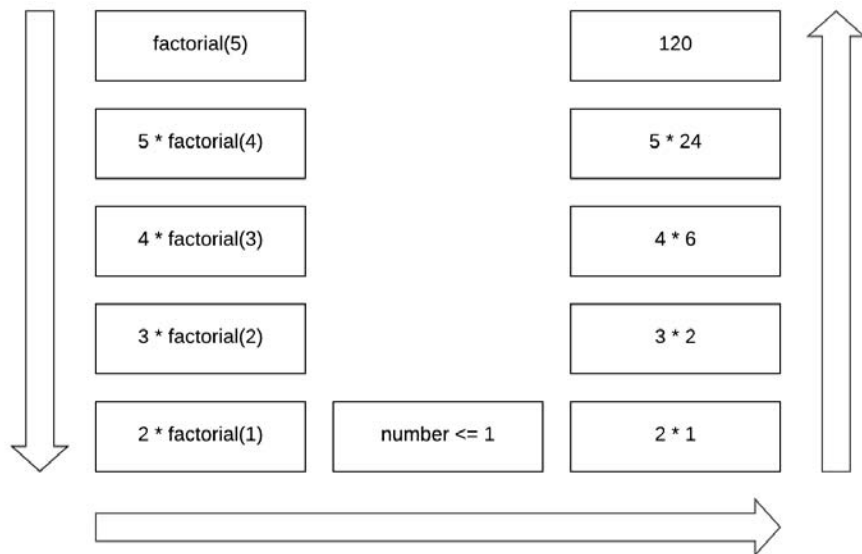 factorial(5)
120
5 * factorial(4)
5 * 24
4 * factorial(3)
4 * 6
3 * factorial(2)
3 * 2
2 * factorial(1)
number <= 1
2 * 1